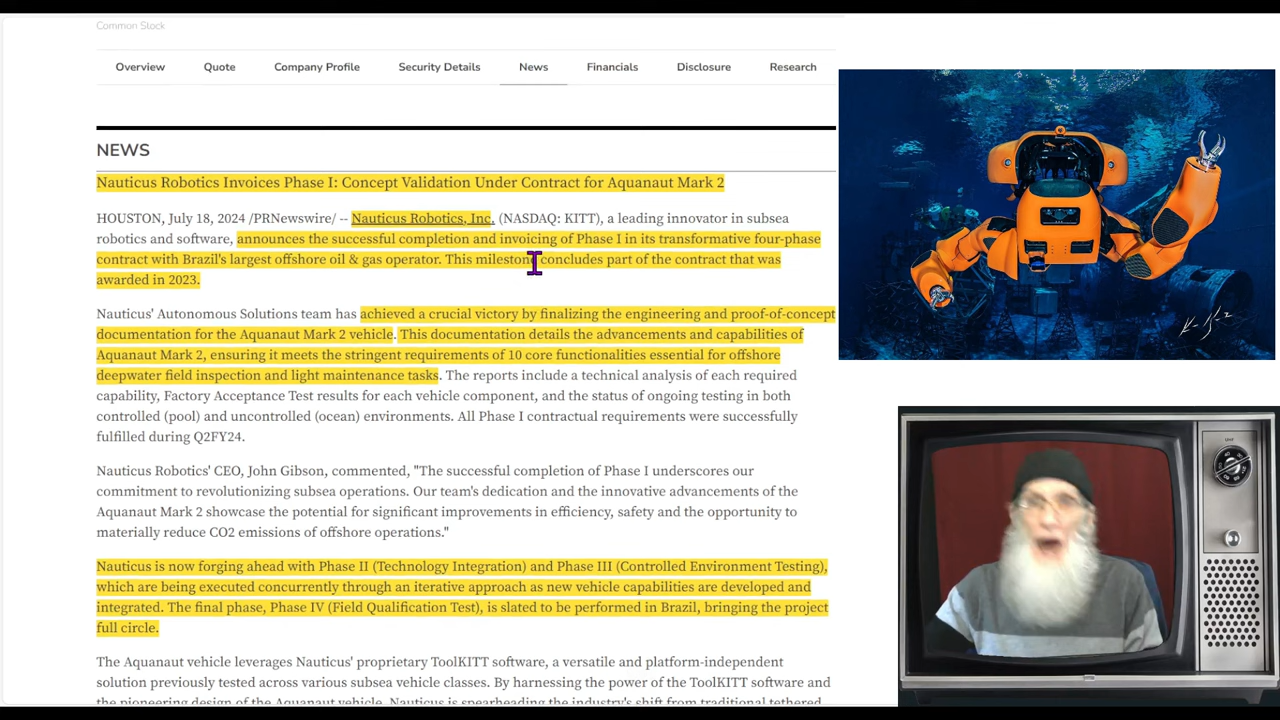 Common Stock
Overview Quote Company Profile Security Details News Financials Disclosure Research
NEWS
Nauticus Robotics Invoices Phase I: Concept Validation Under Contract for Aquanaut Mark 2
HOUSTON, July 18, 2024 /PRNewswire/ -- Nauticus Robotics, Inc. (NASDAQ: KITT), a leading innovator in subsea
robotics and software, announces the successful completion and invoicing of Phase I in its transformative four-phase
contract with Brazil's largest offshore oil & gas operator. This milestone concludes part of the contract that was
awarded in 2023.
Nauticus' Autonomous Solutions team has achieved a crucial victory by finalizing the engineering and proof-of-concept
documentation for the Aquanaut Mark 2 vehicle. This documentation details the advancements and capabilities of
Aquanaut Mark 2, ensuring it meets the stringent requirements of 10 core functionalities essential for offshore
deepwater field inspection and light maintenance tasks. The reports include a technical analysis of each required
capability, Factory Acceptance Test results for each vehicle component, and the status of ongoing testing in both
controlled (pool) and uncontrolled (ocean) environments. All Phase I contractual requirements were successfully
fulfilled during Q2FY24.
Nauticus Robotics' CEO, John Gibson, commented, "The successful completion of Phase I underscores our
commitment to revolutionizing subsea operations. Our team's dedication and the innovative advancements of the
Aquanaut Mark 2 showcase the potential for significant improvements in efficiency, safety and the opportunity to
materially reduce CO2 emissions of offshore operations."
Nauticus is now forging ahead with Phase II (Technology Integration) and Phase III (Controlled Environment Testing),
which are being executed concurrently through an iterative approach as new vehicle capabilities are developed and
integrated. The final phase, Phase IV (Field Qualification Test), is slated to be performed in Brazil, bringing the project
full circle.
The Aquanaut vehicle leverages Nauticus' proprietary ToolKITT software, a versatile and platform-independent
solution previously tested across various subsea vehicle classes. By harnessing the power of the ToolKITT software and
the pioneering design of the Aquanaut vehicle, Nauticus is spearheading the industry's shift from traditional tethered